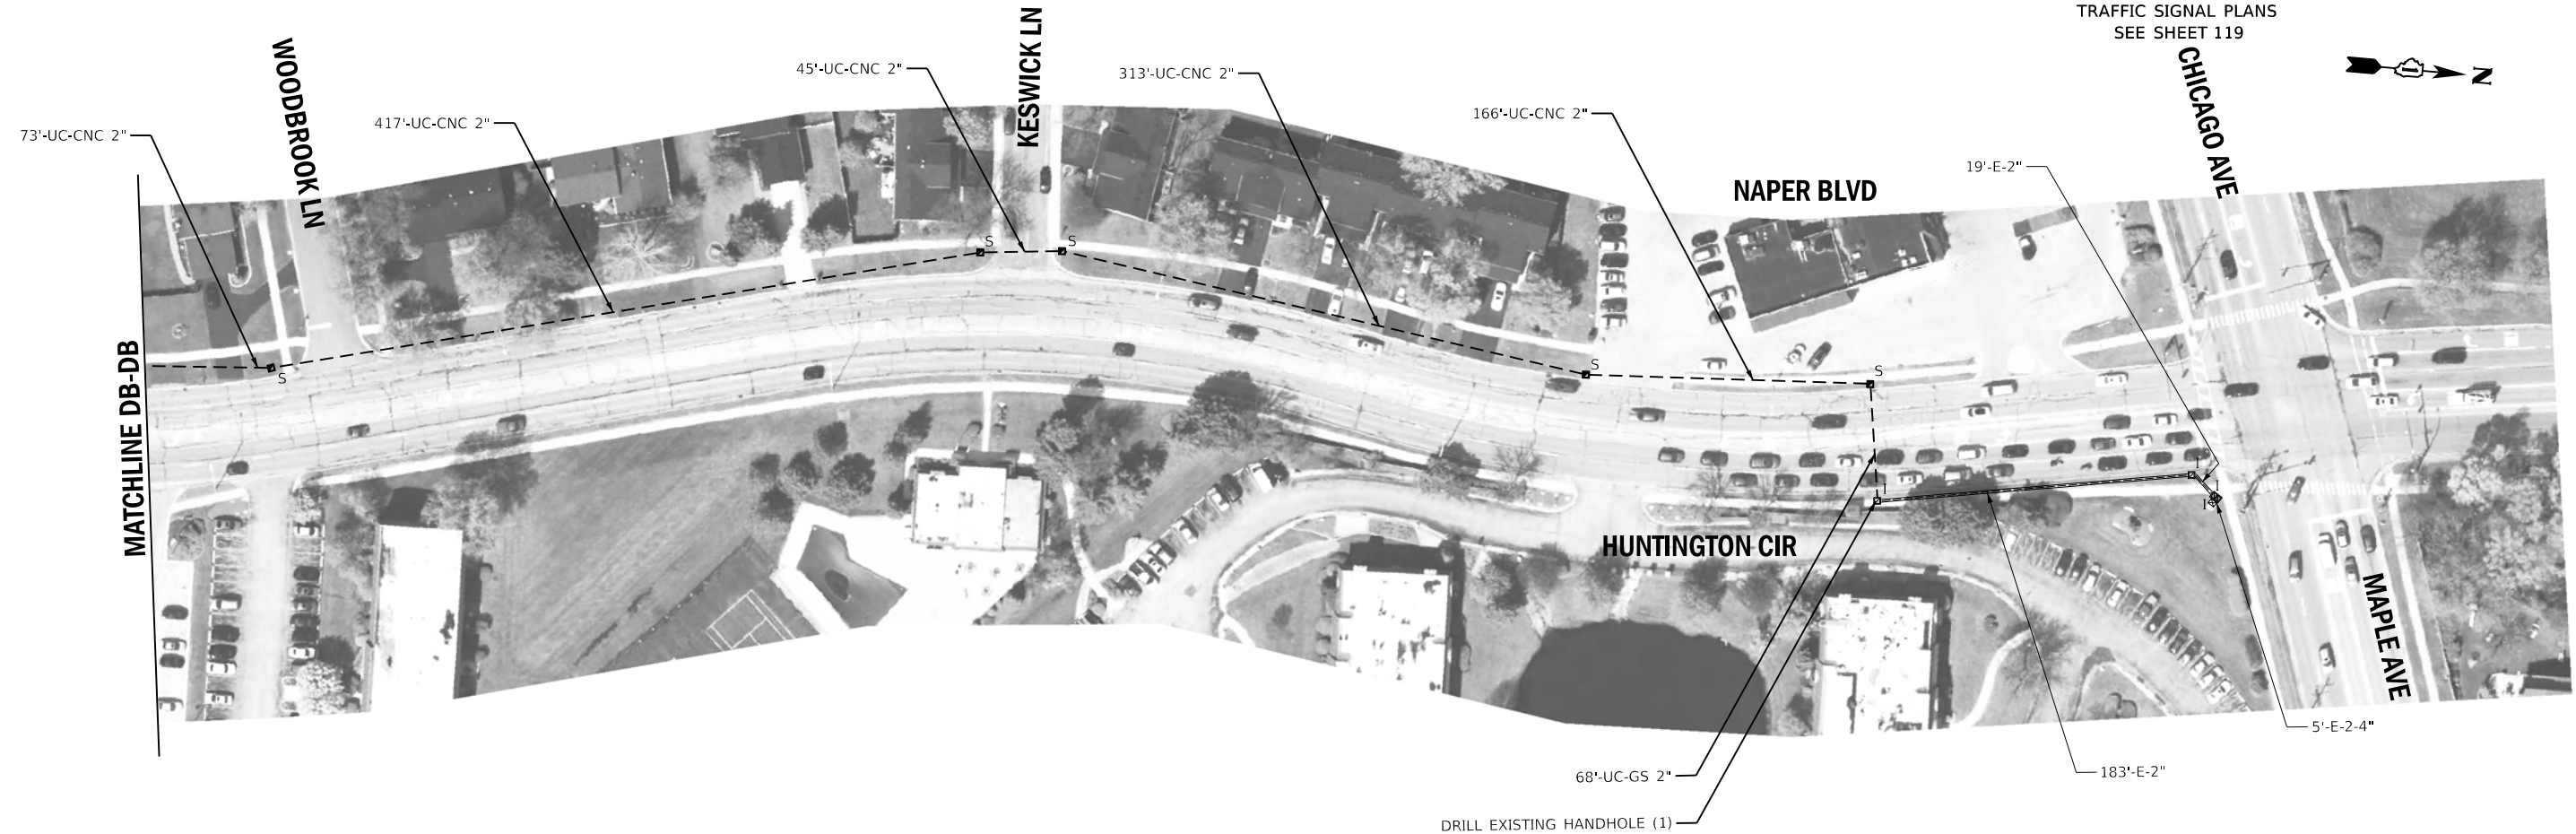 TRAFFIC SIGNAL PLANS
SEE SHEET 119
N
WOODBROOK LN
KESWICK LN
CHICAGO AVE
73'-UC-CNC 2"
417'-UC-CNC 2"
45'-UC-CNC 2"
313'-UC-CNC 2"
166'-UC-CNC 2"
19'-E-2"
NAPER BLVD
S
S
S
S
S
MATCHLINE DB-DB
I
I
I
I
HUNTINGTON CIR
MAPLE AVE
5'-E-2-4"
68'-UC-GS 2"
183'-E-2"
DRILL EXISTING HANDHOLE (1)